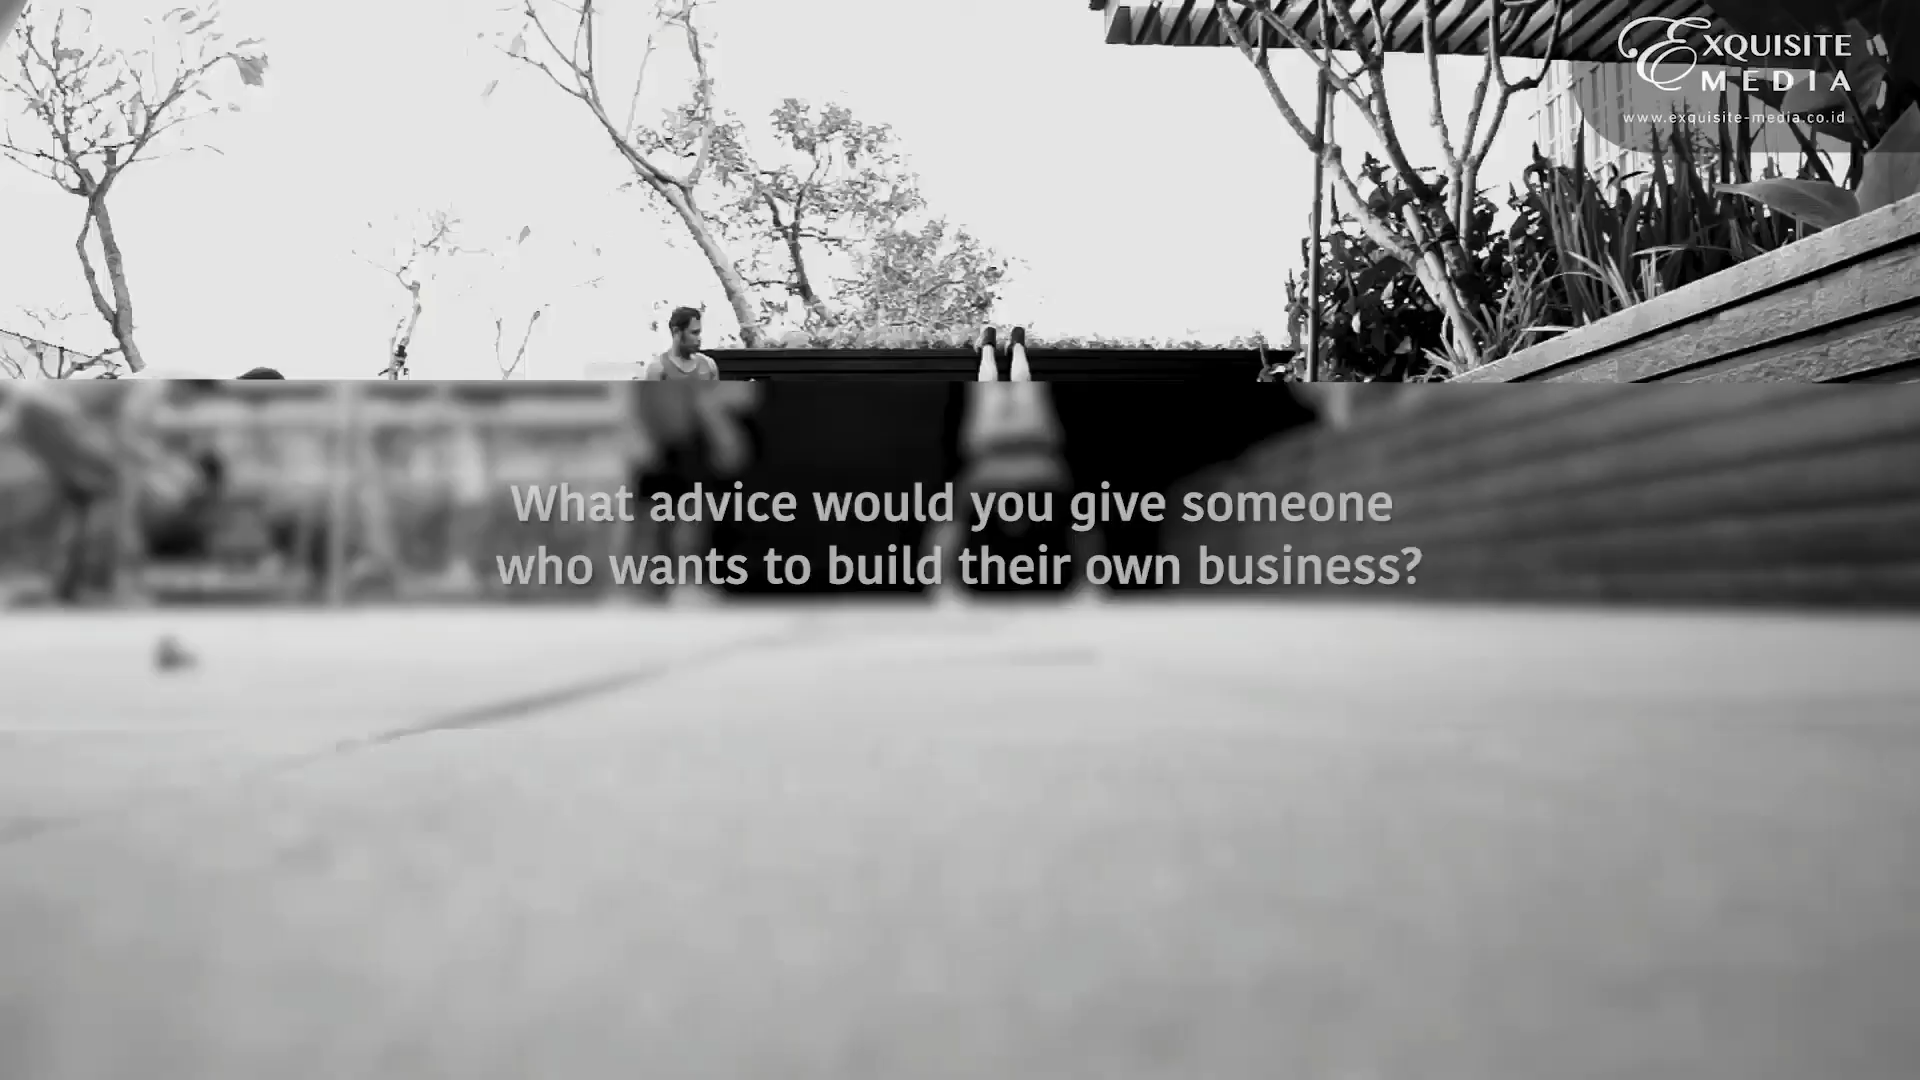 EXQUISITE
MEDIA
www.exquisite-media.co.id
What advice would you give someone
who wants to build their own business?